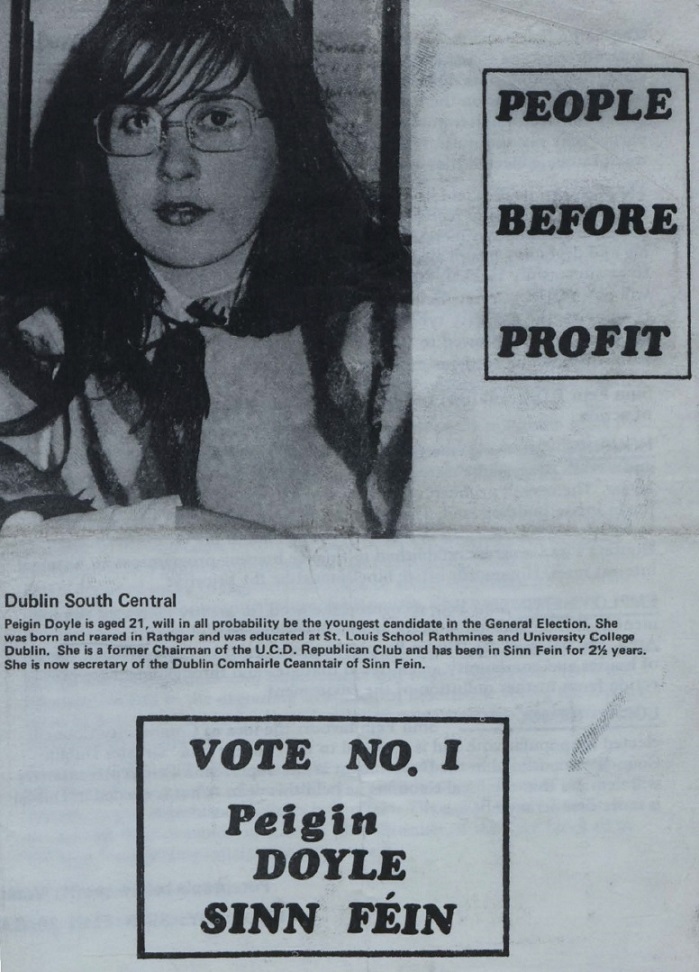 PEOPLE
BEFORE
PROFIT
Dublin South Central
Peigin Doyle is aged 21, will in all probability be the youngest candidate in the General Election. She
was born and reared in Rathgar and was educated at St. Louis School Rathmines and University College
Dublin. She is a former Chairman of the U.C.D. Republican Club and has been in Sinn Fein for 2½ years.
She is now secretary of the Dublin Comhairle Ceanntair of Sinn Fein.
VOTE NO. I
Peigin
DOYLE
SINN FÉIN